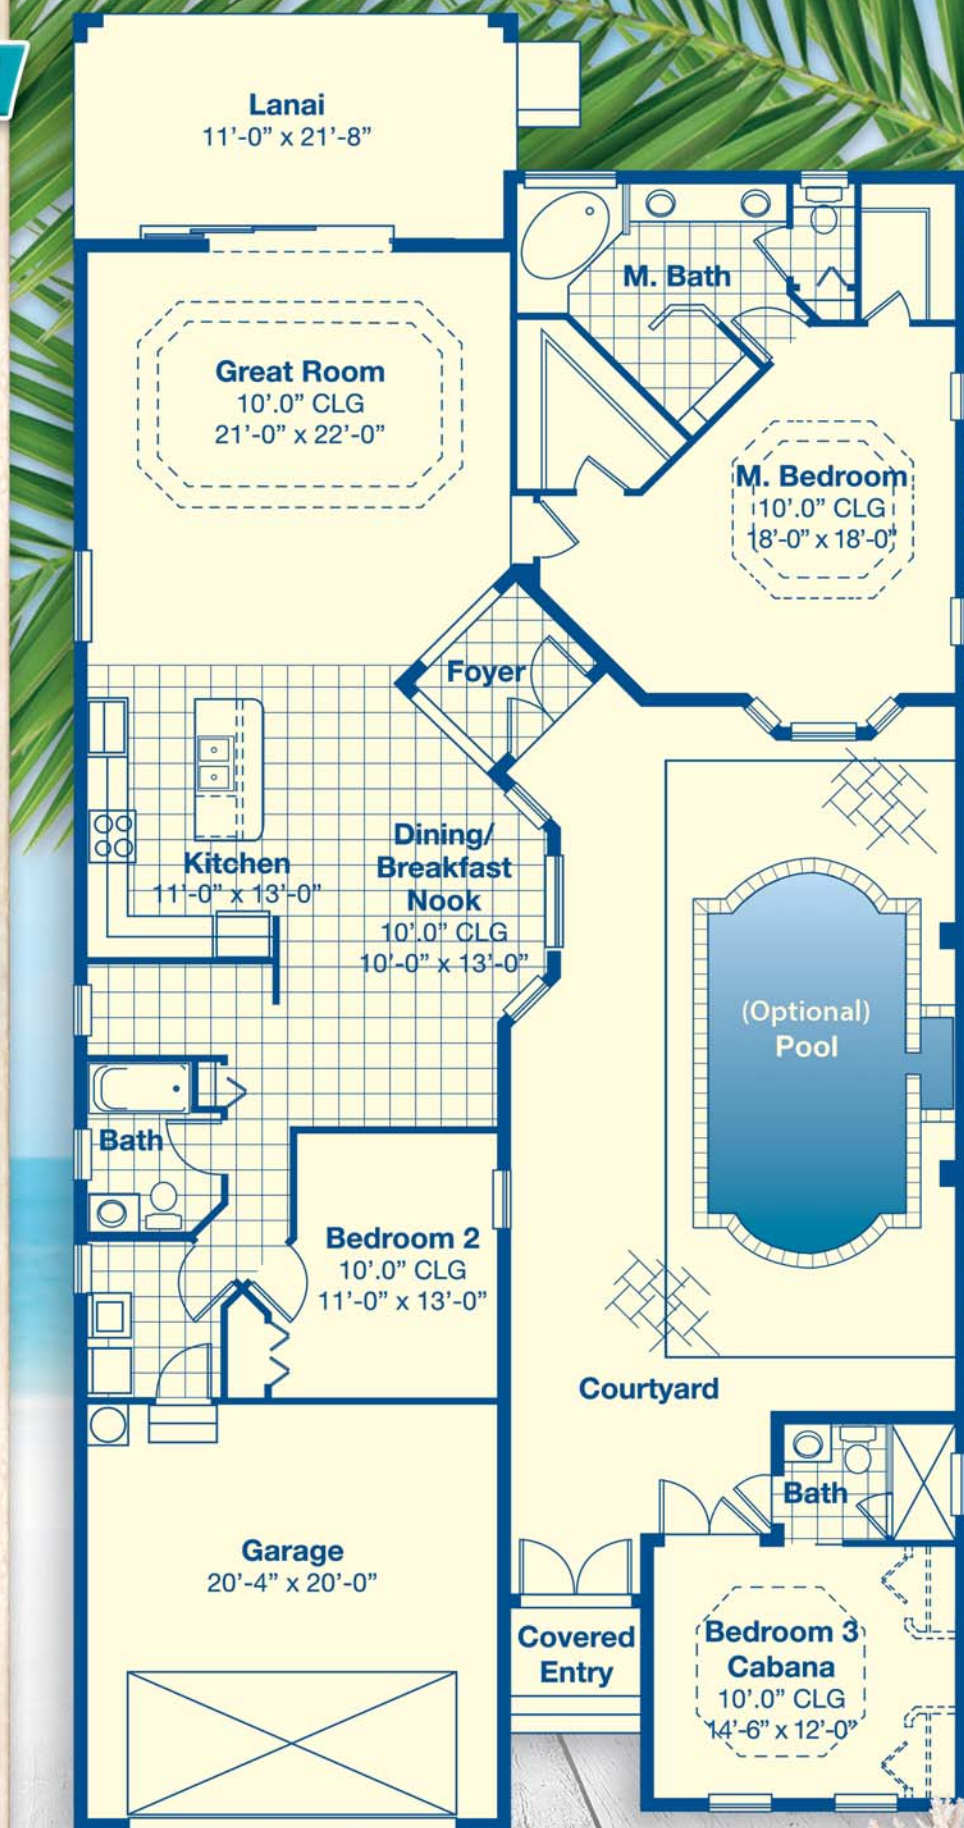 Lanai
11'-0" x 21'-8"
M. Bath
Great Room
10'.0" CLG
21'-0" x 22'-0"
M. Bedroom
10'.0" CLG
18'-0" x 18'-0"
Foyer
Kitchen
11'-0" x 13'-0"
Dining/
Breakfast
Nook
10'.0" CLG
10'-0" x 13'-0"
(Optional)
Pool
Bath
Bedroom 2
10'.0" CLG
11'-0" x 13'-0"
Courtyard
Bath
Garage
20'-4" x 20'-0"
Covered
Entry
Bedroom 3
Cabana
10'.0" CLG
14'-6" x 12'-0"